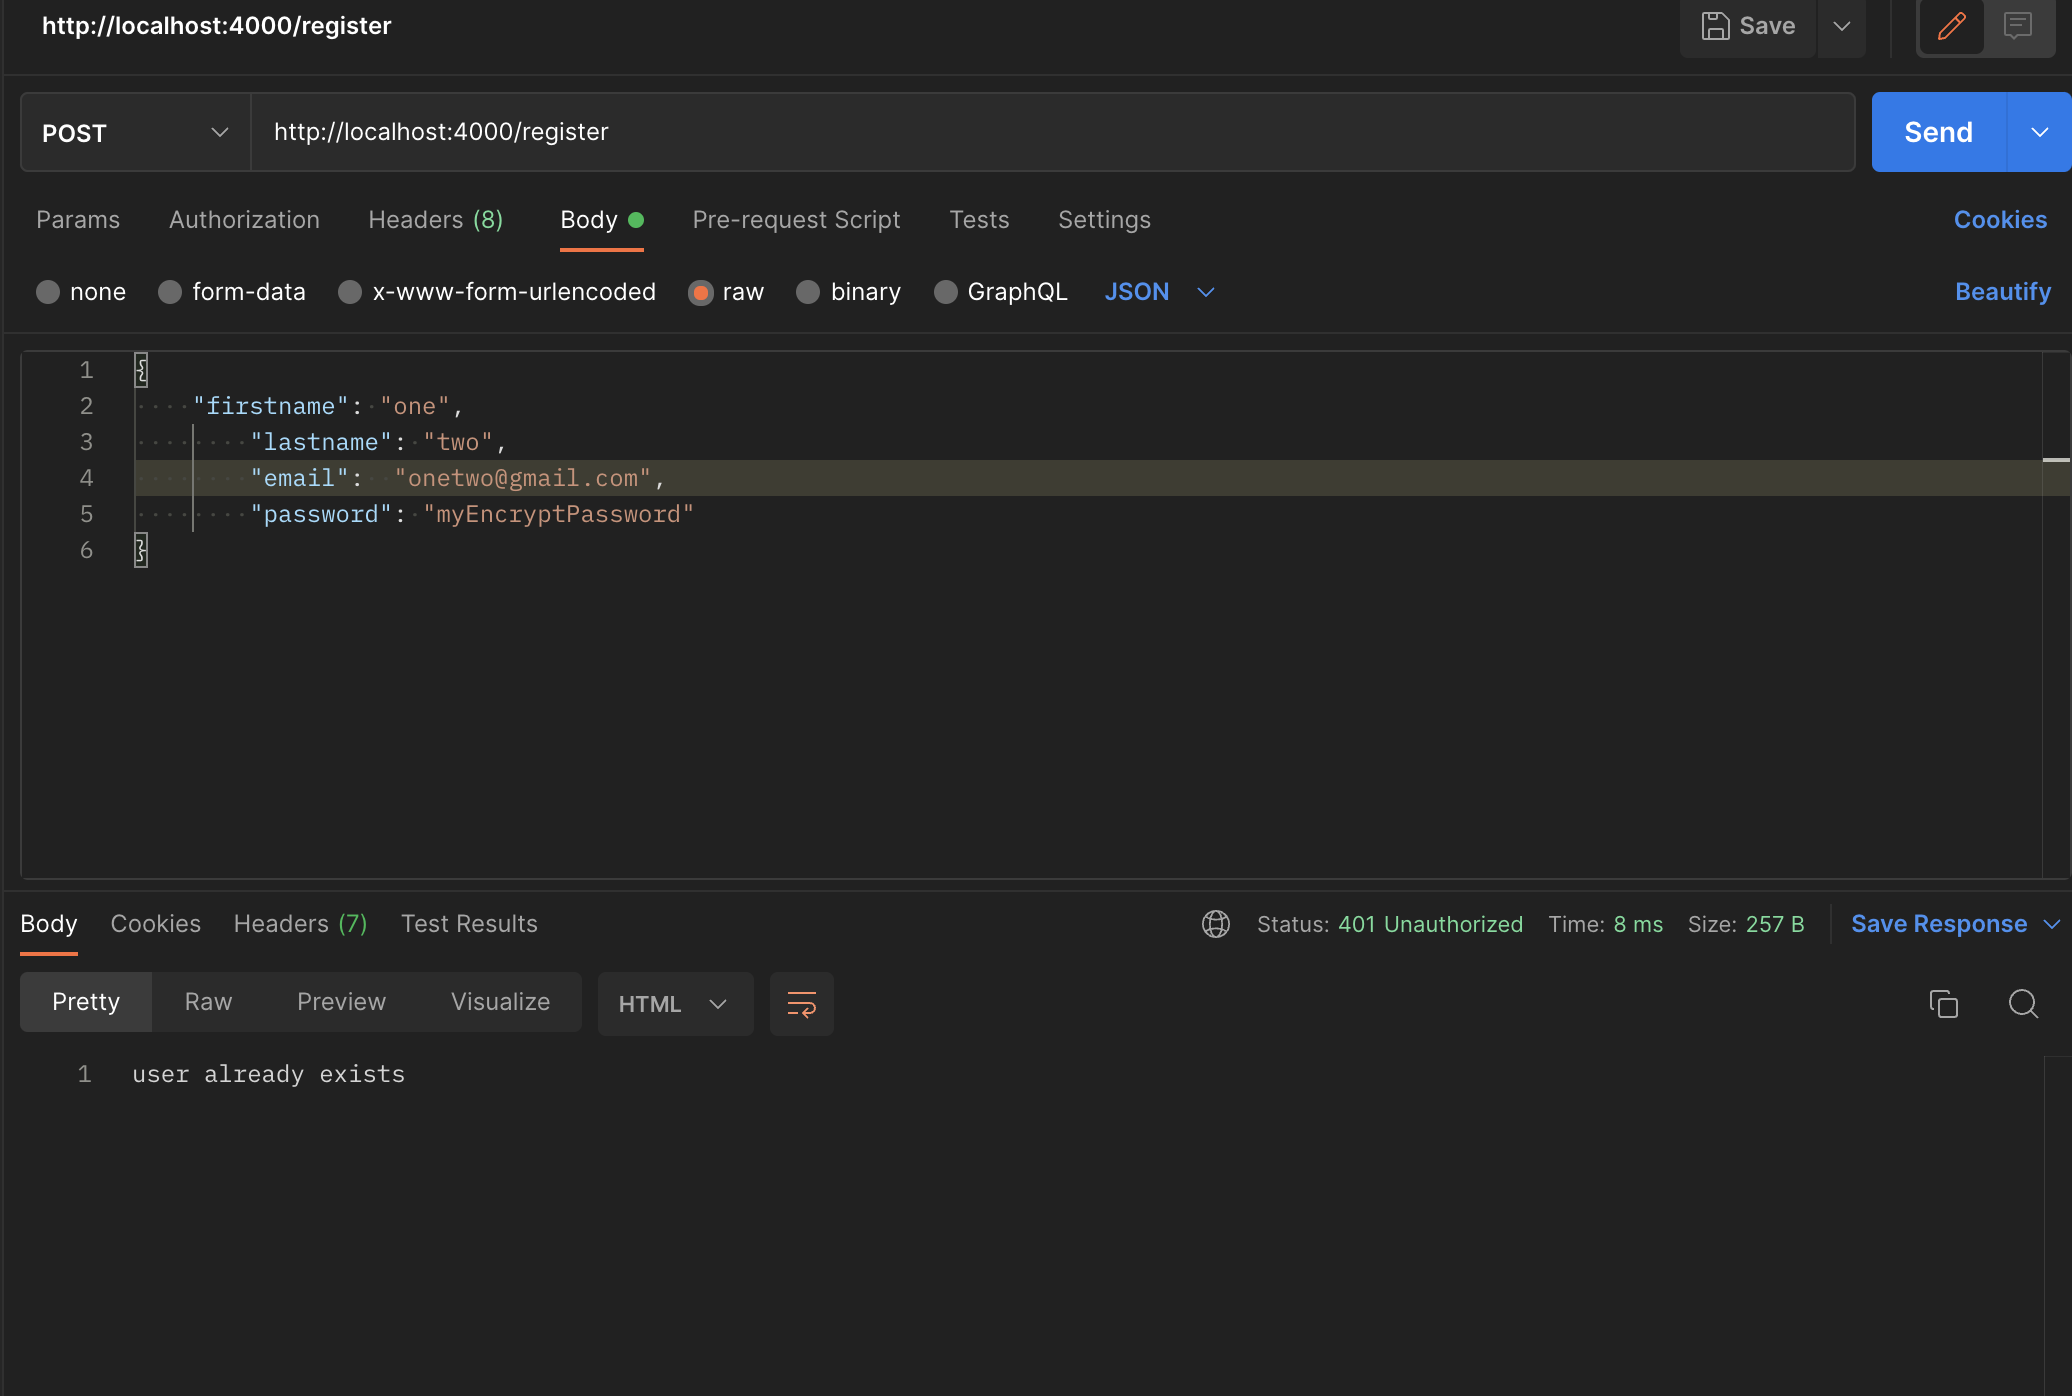 http://localhost:4000/register
Save
POST
http://localhost:4000/register
Send
Params Authorization Headers (8) Body Pre-request Script Tests Settings Cookies
none form-data x-www-form-urlencoded raw binary GraphQL JSON Beautify
1 {
2 "firstname": "one",
3 "lastname": "two",
4 "email": "onetwo@gmail.com",
5 "password": "myEncryptPassword"
6 }
Body Cookies Headers (7) Test Results Status: 401 Unauthorized Time: 8 ms Size: 257 B Save Response
Pretty Raw Preview Visualize HTML
1 user already exists